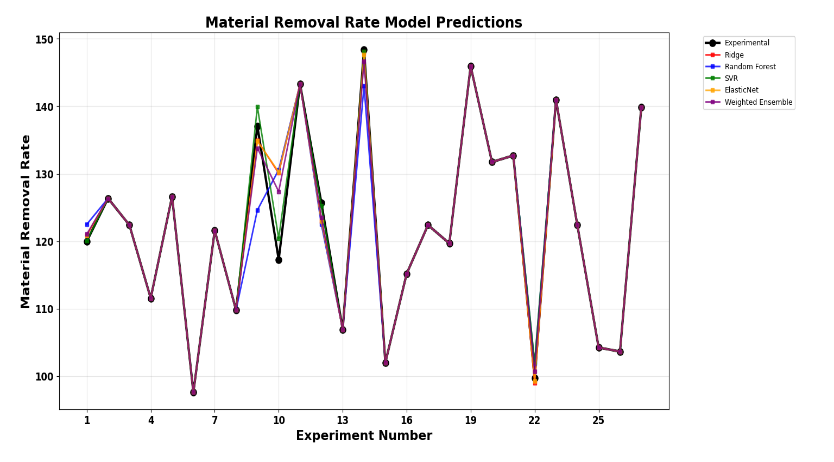 Material Removal Rate Model Predictions
Experimental
Ridge
Random Forest
SVR
ElasticNet
Weighted Ensemble
Material Removal Rate
150
140
130
120
110
100
1 4 7 10 13 16 19 22 25
Experiment Number